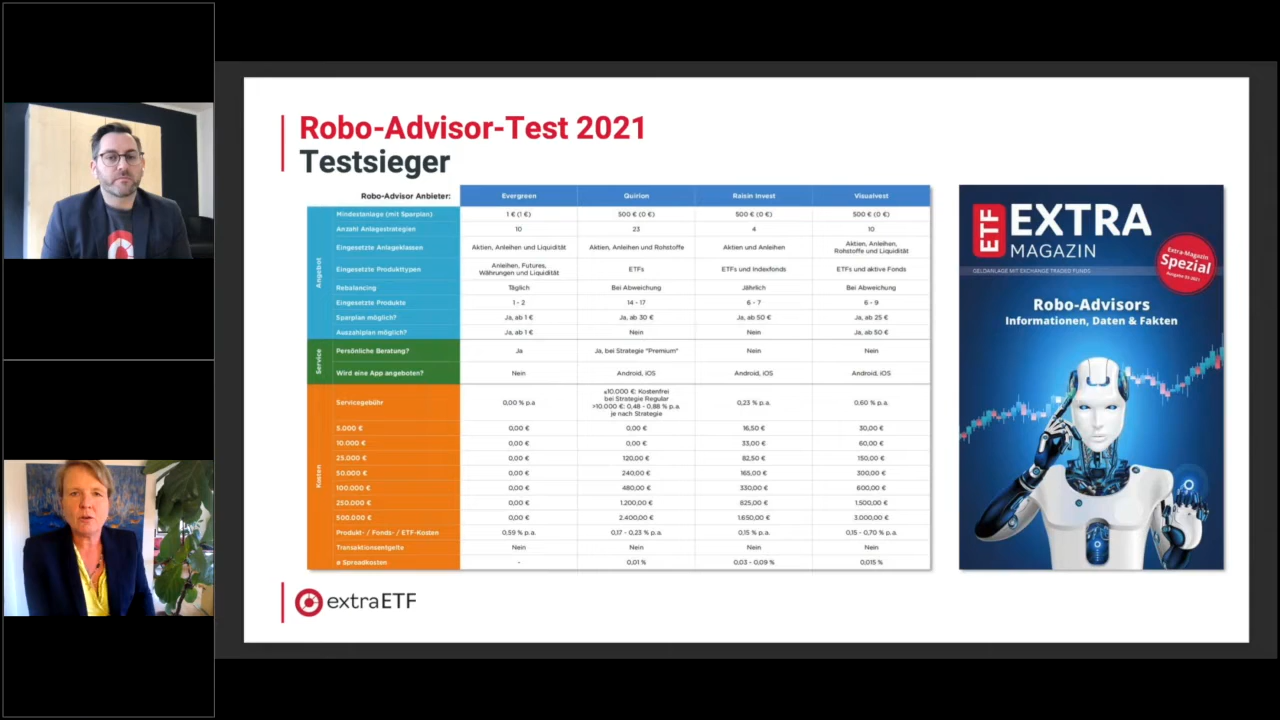 Robo-Advisor-Test 2021
Testsieger
Robo-Advisor Anbieter: Evergreen Quirion Raisin Invest Visualvest
Angebot
Mindestanlage (mit Sparplan) 1 € (1 €) 500 € (0 €) 500 € (0 €) 500 € (0 €)
Anzahl Anlagestrategien 10 23 4 10
Eingesetzte Anlageklassen Aktien, Anleihen und Liquidität Aktien, Anleihen und Rohstoffe Aktien und Anleihen Aktien, Anleihen,
Rohstoffe und Liquidität
Eingesetzte Produkttypen Anleihen, Futures,
Währungen und Liquidität ETFs ETFs und Indexfonds ETFs und aktive Fonds
Rebalancing Täglich Bei Abweichung Jährlich Bei Abweichung
Eingesetzte Produkte 1 - 2 14 - 17 6 - 7 6 - 9
Sparplan möglich? Ja, ab 1 € Ja, ab 30 € Ja, ab 50 € Ja, ab 25 €
Auszahlplan möglich? Ja, ab 1 € Nein Nein Ja, ab 50 €
Service
Persönliche Beratung? Ja Ja, bei Strategie "Premium" Nein Nein
Wird eine App angeboten? Nein Android, iOS Android, iOS Android, iOS
Kosten
Servicegebühr 0,00 % p.a ≤10.000 €: Kostenfrei
bei Strategie Regular
>10.000 €: 0,48 - 0,88 % p.a.
je nach Strategie 0,23 % p.a. 0,60 % p.a.
5.000 € 0,00 € 0,00 € 16,50 € 30,00 €
10.000 € 0,00 € 0,00 € 33,00 € 60,00 €
25.000 € 0,00 € 120,00 € 82,50 € 150,00 €
50.000 € 0,00 € 240,00 € 165,00 € 300,00 €
100.000 € 0,00 € 480,00 € 330,00 € 600,00 €
250.000 € 0,00 € 1.200,00 € 825,00 € 1.500,00 €
500.000 € 0,00 € 2.400,00 € 1.650,00 € 3.000,00 €
Produkt- / Fonds- / ETF-Kosten 0,59 % p.a. 0,17 - 0,23 % p.a. 0,15 % p.a. 0,15 - 0,70 % p.a.
Transaktionsentgelte Nein Nein Nein Nein
ø Spreadkosten - 0,01 % 0,03 - 0,09 % 0,015 %
ETF
EXTRA
MAGAZIN
GELDANLAGE MIT EXCHANGE TRADED FUNDS
Extra-Magazin
Spezial
Robo-Advisors
Informationen, Daten & Fakten
extraETF